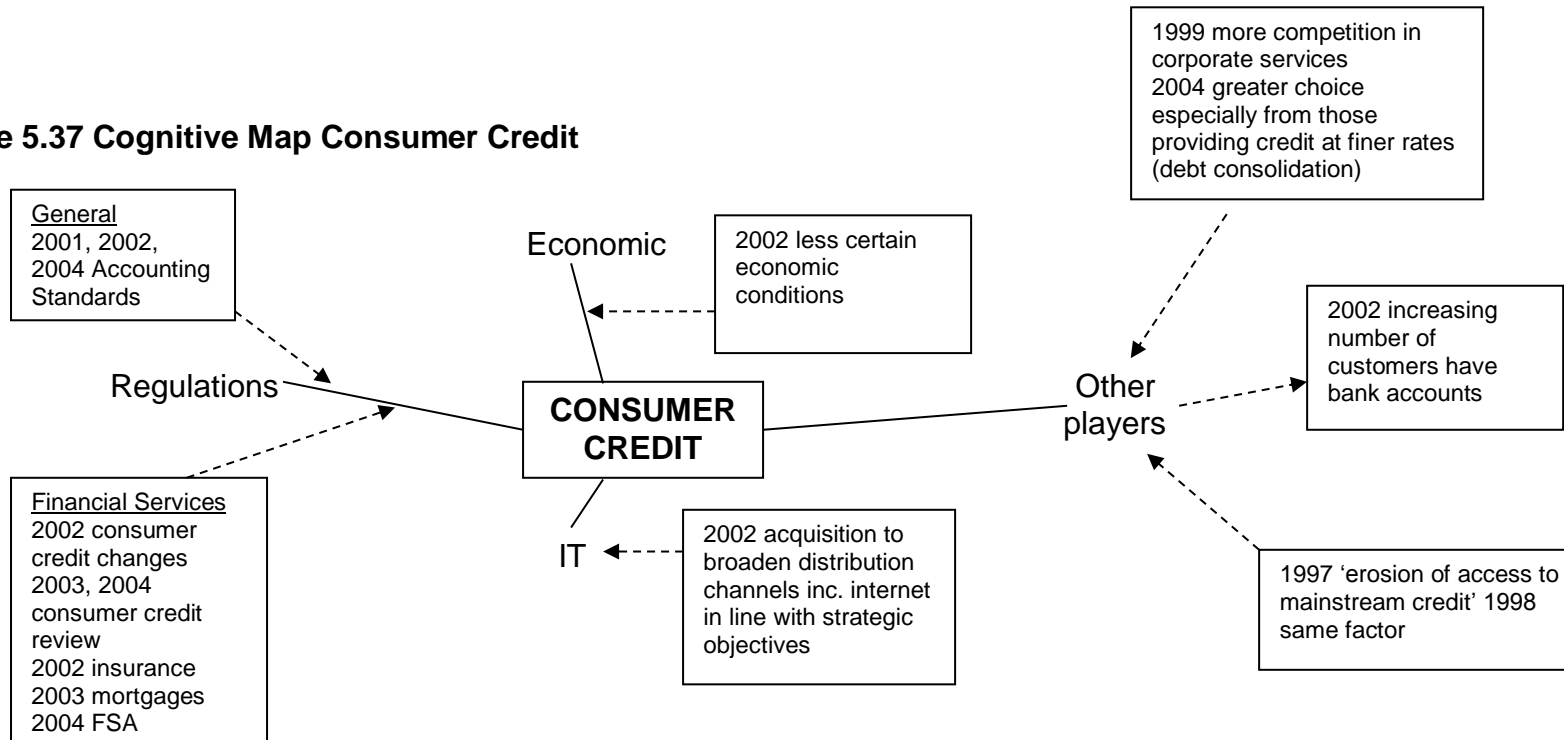 e 5.37 Cognitive Map Consumer Credit
1999 more competition in
corporate services
2004 greater choice
especially from those
providing credit at finer rates
(debt consolidation)
General
2001, 2002,
2004 Accounting
Standards
Economic
2002 less certain
economic
conditions
2002 increasing
number of
customers have
bank accounts
Regulations
CONSUMER
CREDIT
Other
players
Financial Services
2002 consumer
credit changes
2003, 2004
consumer credit
review
2002 insurance
2003 mortgages
2004 FSA
IT
2002 acquisition to
broaden distribution
channels inc. internet
in line with strategic
objectives
1997 ‘erosion of access to
mainstream credit’ 1998
same factor